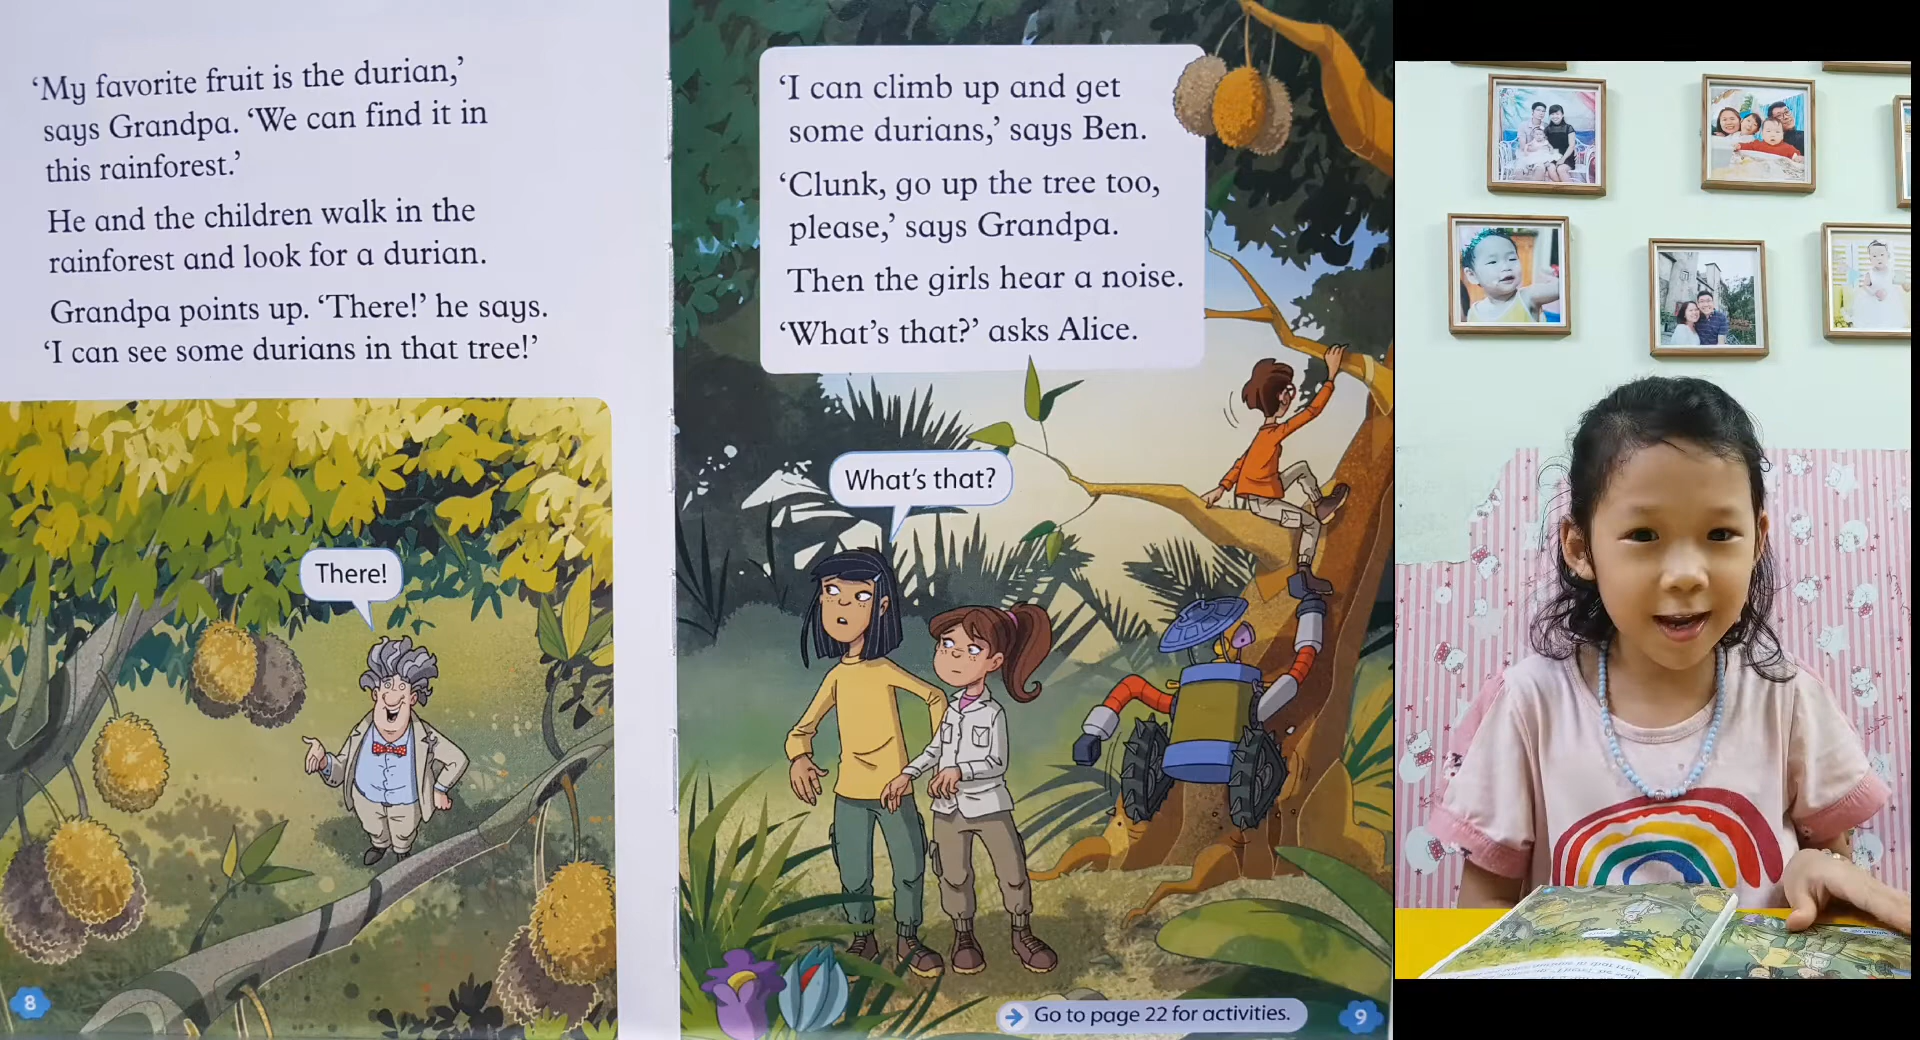 ‘My favorite fruit is the durian,’
says Grandpa. ‘We can find it in
this rainforest.’
He and the children walk in the
rainforest and look for a durian.
Grandpa points up. ‘There!’ he says.
‘I can see some durians in that tree!’
There!
8
‘I can climb up and get
some durians,’ says Ben.
‘Clunk, go up the tree too,
please,’ says Grandpa.
Then the girls hear a noise.
‘What’s that?’ asks Alice.
What’s that?
Go to page 22 for activities.
9